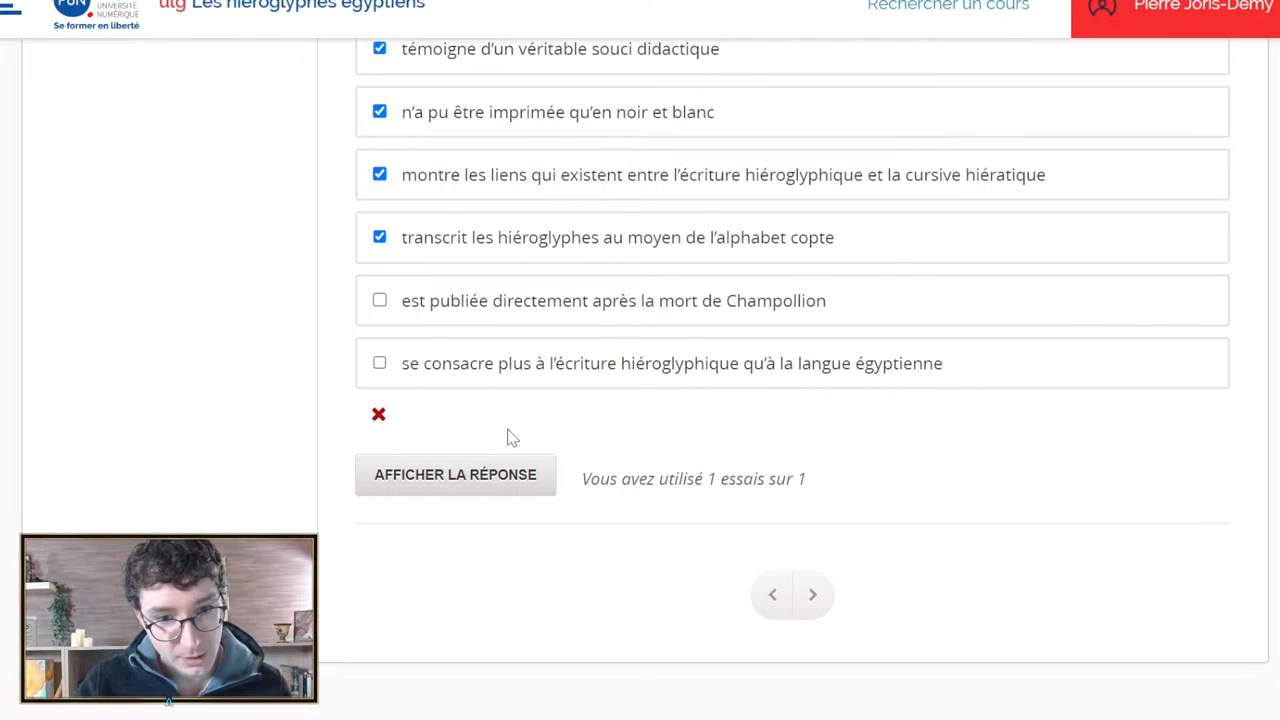 FUN
UNIVERSITÉ
NUMÉRIQUE
Se former en liberté
ulg Les hiéroglyphes égyptiens
Rechercher un cours
Pierre Joris-Demy
témoigne d’un véritable souci didactique
n’a pu être imprimée qu’en noir et blanc
montre les liens qui existent entre l’écriture hiéroglyphique et la cursive hiératique
transcrit les hiéroglyphes au moyen de l’alphabet copte
est publiée directement après la mort de Champollion
se consacre plus à l’écriture hiéroglyphique qu’à la langue égyptienne
AFFICHER LA RÉPONSE
Vous avez utilisé 1 essais sur 1